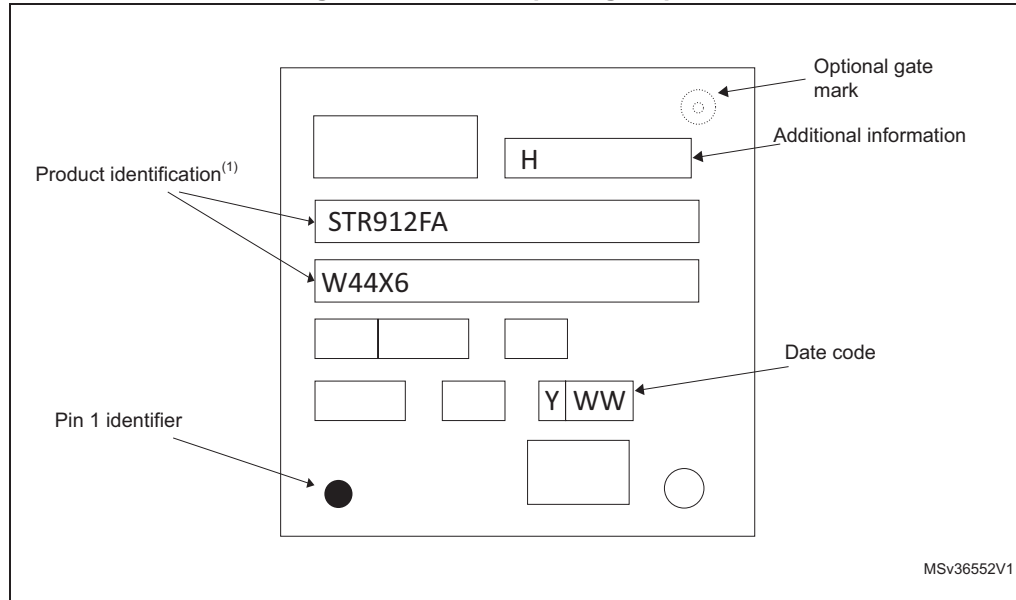 Optional gate
mark
Additional information
H
Product identification(1)
STR912FA
W44X6
Date code
Y WW
Pin 1 identifier
MSv36552V1